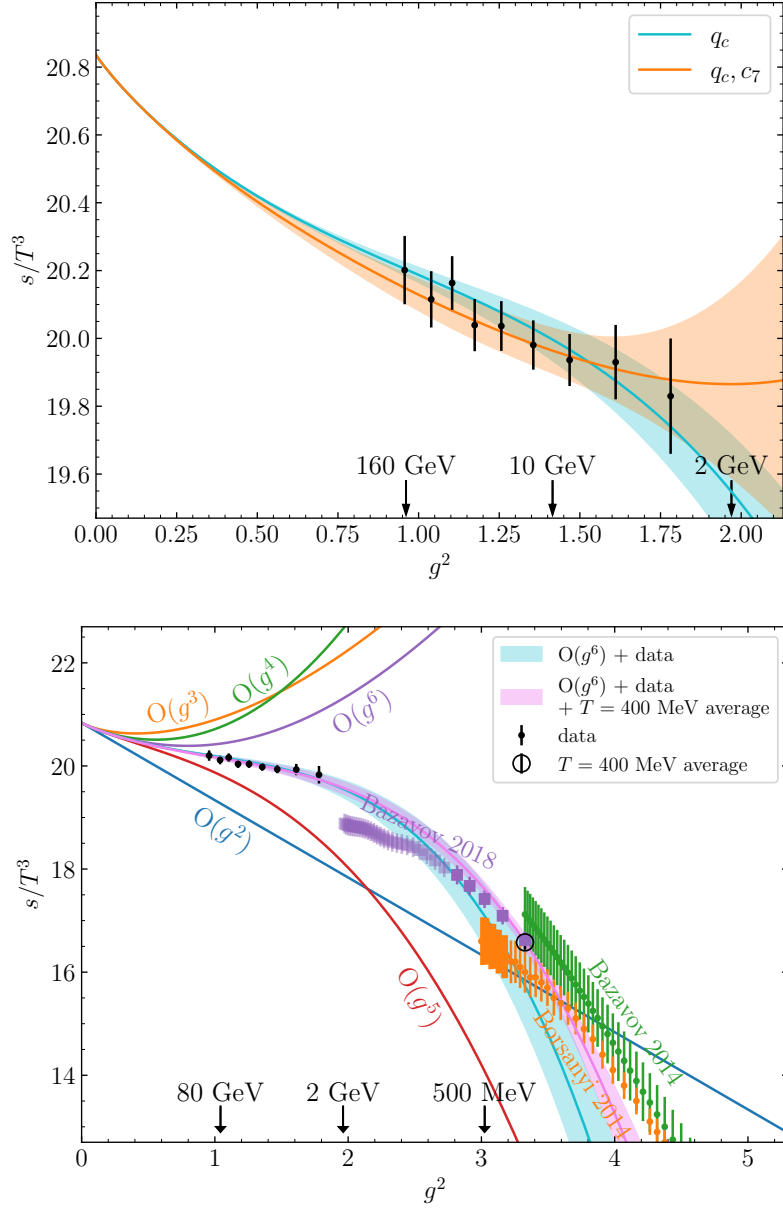 q_c
q_c, c_7
20.8
20.6
20.4
20.2
20.0
19.8
19.6
s/T^3
160 GeV
10 GeV
2 GeV
0.00
0.25
0.50
0.75
1.00
1.25
1.50
1.75
2.00
g^2
O(g^6) + data
O(g^6) + data
+ T = 400 MeV average
data
T = 400 MeV average
22
20
18
16
14
s/T^3
O(g^3)
O(g^4)
O(g^6)
O(g^2)
O(g^5)
Bazavov 2018
Bazavov 2014
Borsanyi 2014
80 GeV
2 GeV
500 MeV
0
1
2
3
4
5
g^2